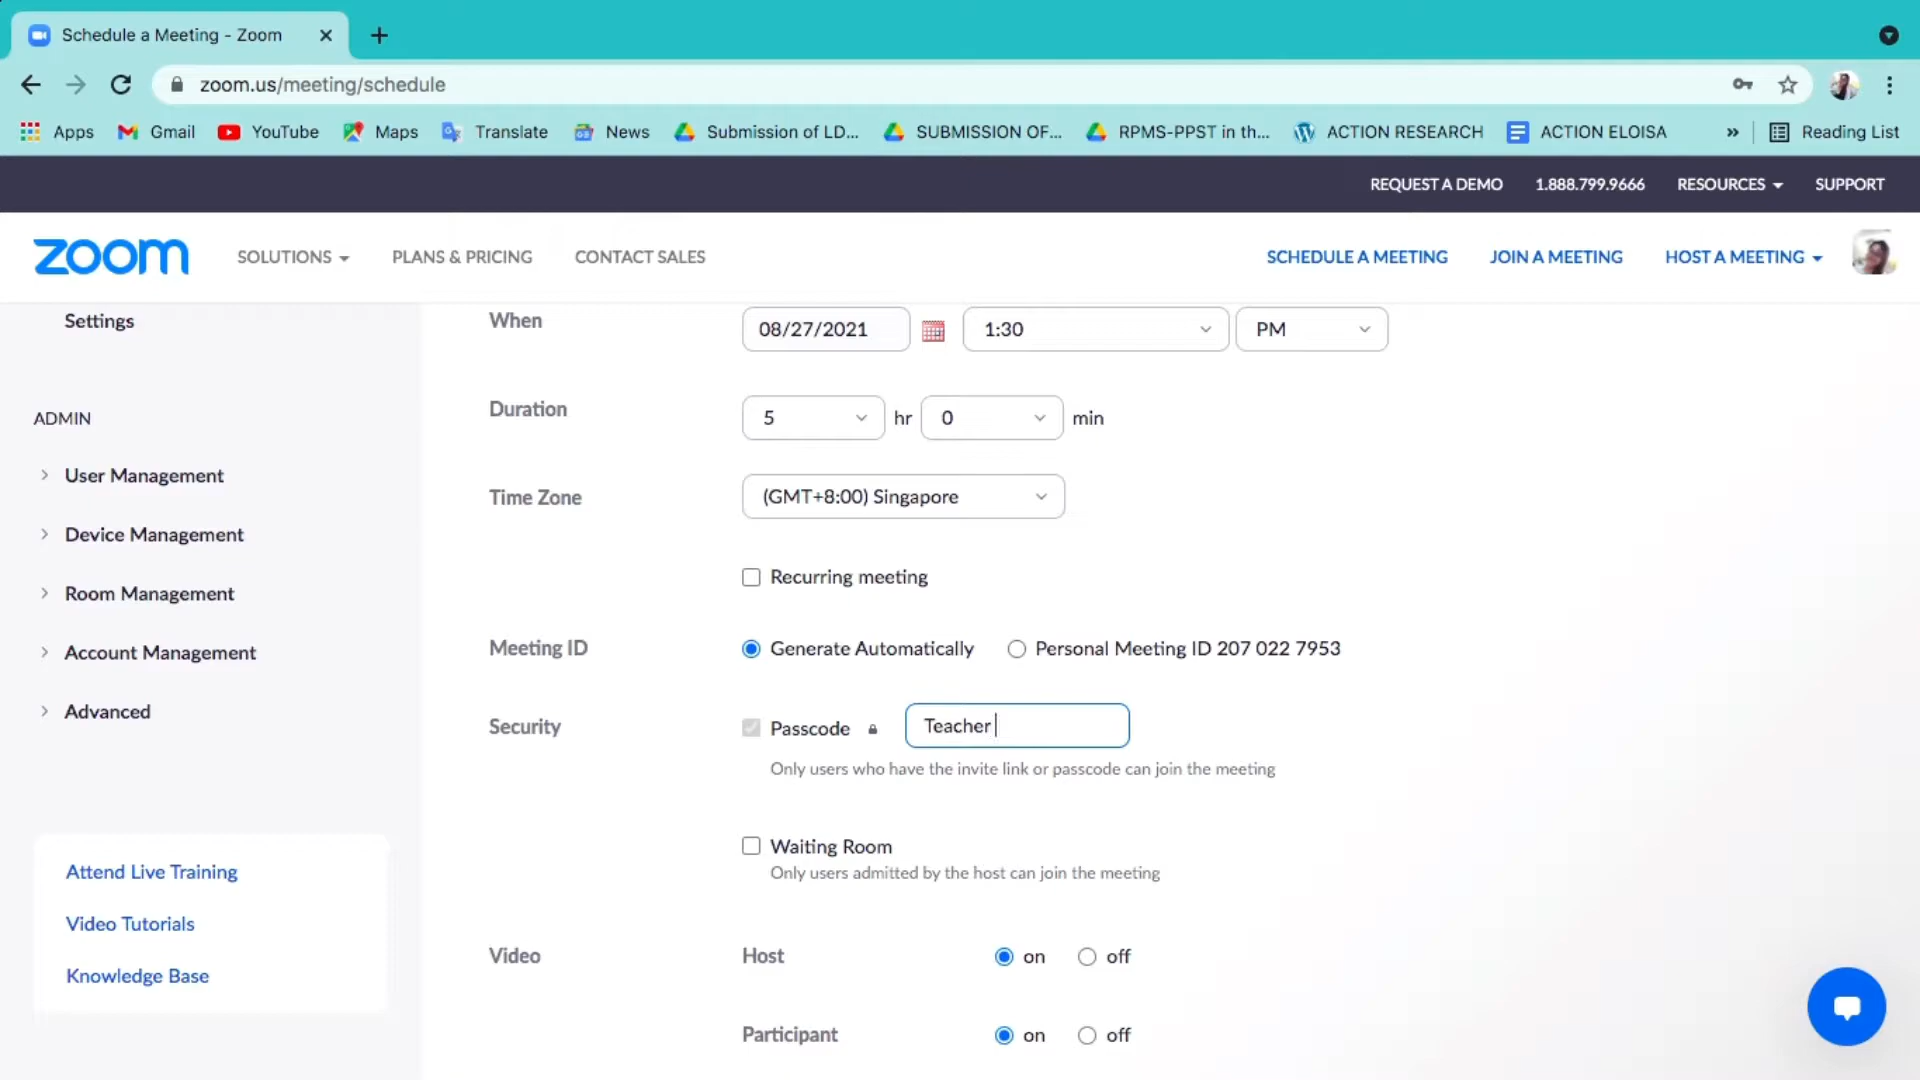 Schedule a Meeting - Zoom
zoom.us/meeting/schedule
Apps Gmail YouTube Maps Translate News Submission of LD... SUBMISSION OF... RPMS-PPST in th... ACTION RESEARCH ACTION ELOISA » Reading List
REQUEST A DEMO 1.888.799.9666 RESOURCES SUPPORT
zoom SOLUTIONS PLANS & PRICING CONTACT SALES SCHEDULE A MEETING JOIN A MEETING HOST A MEETING
Settings
ADMIN
User Management
Device Management
Room Management
Account Management
Advanced
Attend Live Training
Video Tutorials
Knowledge Base
When 08/27/2021 1:30 PM
Duration 5 hr 0 min
Time Zone (GMT+8:00) Singapore
Recurring meeting
Meeting ID Generate Automatically Personal Meeting ID 207 022 7953
Security Passcode Teacher
Only users who have the invite link or passcode can join the meeting
Waiting Room
Only users admitted by the host can join the meeting
Video Host on off
Participant on off